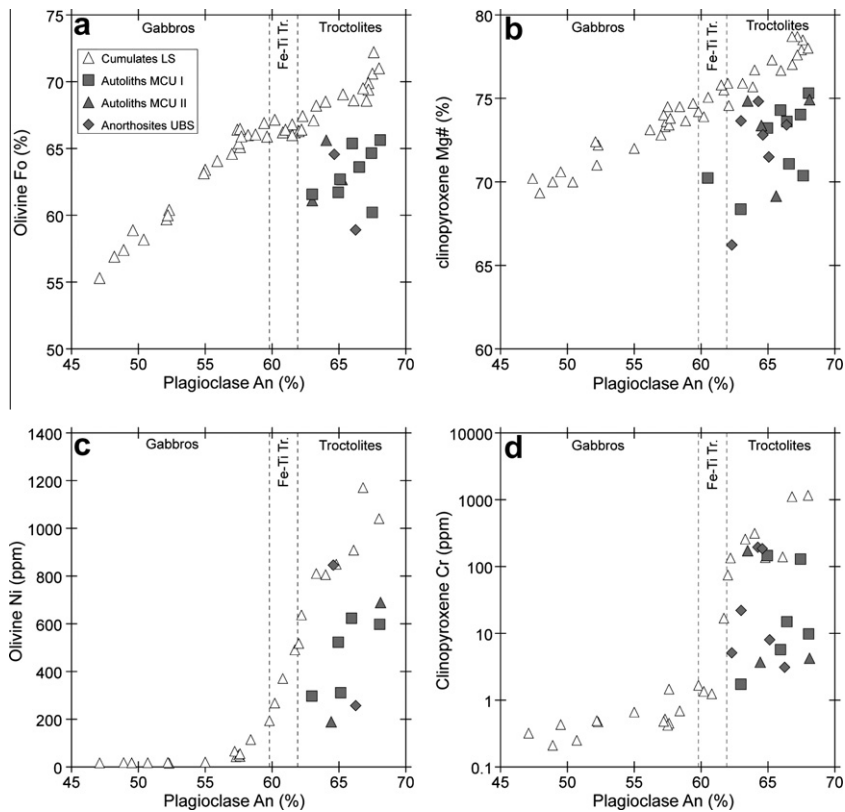 a
Gabbros
Fe-Ti Tr.
Troctolites
Cumulates LS
Autoliths MCU I
Autoliths MCU II
Anorthosites UBS
Olivine Fo (%)
75
70
65
60
55
50
45 50 55 60 65 70
Plagioclase An (%)
b
Gabbros
Fe-Ti Tr.
Troctolites
clinopyroxene Mg# (%)
80
75
70
65
60
45 50 55 60 65 70
Plagioclase An (%)
c
Gabbros
Fe-Ti Tr.
Troctolites
Olivine Ni (ppm)
1400
1200
1000
800
600
400
200
0
45 50 55 60 65 70
Plagioclase An (%)
d
Gabbros
Fe-Ti Tr.
Troctolites
Clinopyroxene Cr (ppm)
10000
1000
100
10
1
0.1
45 50 55 60 65 70
Plagioclase An (%)